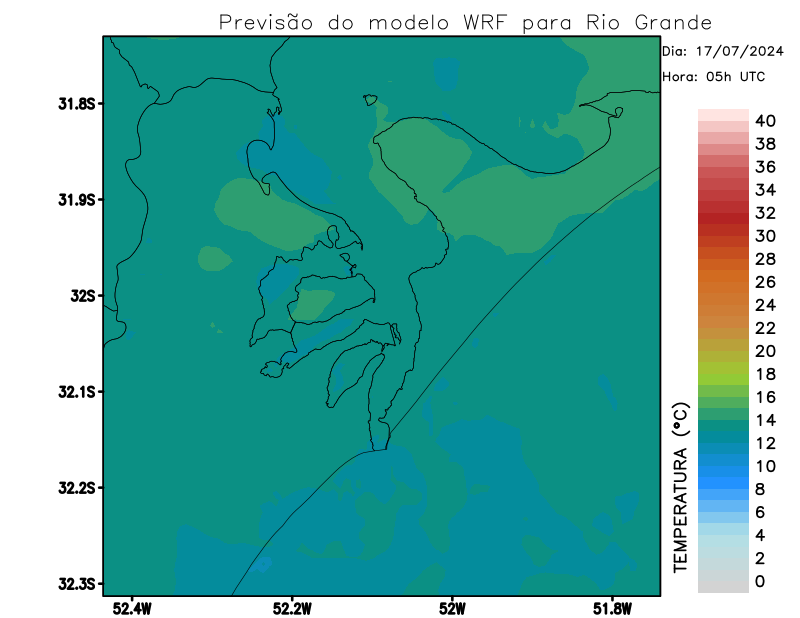 Previsão do modelo WRF para Rio Grande
Dia: 17/07/2024
Hora: 05h UTC
31.8S
31.9S
32S
32.1S
32.2S
32.3S
52.4W
52.2W
52W
51.8W
TEMPERATURA (°C)
40
38
36
34
32
30
28
26
24
22
20
18
16
14
12
10
8
6
4
2
0